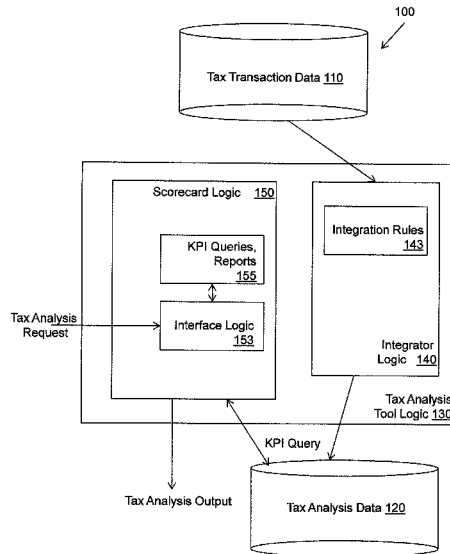 100
Tax Transaction Data 110
Scorecard Logic 150
KPI Queries,
Reports
155
Integration Rules
143
Tax Analysis
Request
Interface Logic
153
Integrator
Logic 140
Tax Analysis
Tool Logic 130
KPI Query
Tax Analysis Output
Tax Analysis Data 120